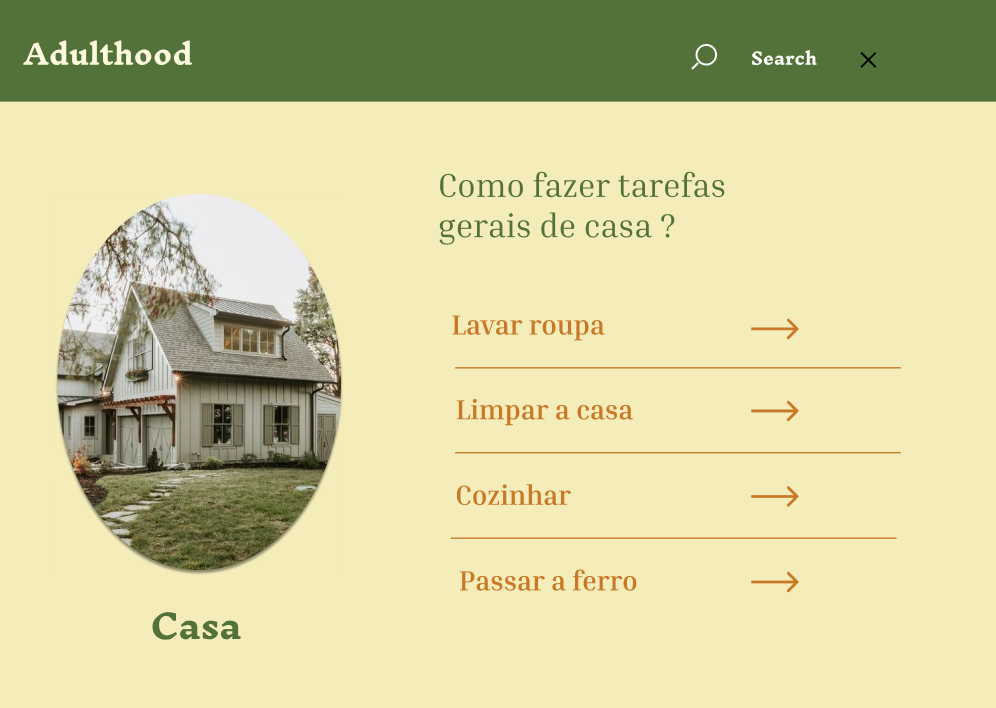 Adulthood
Search
Como fazer tarefas
gerais de casa ?
Lavar roupa
Limpar a casa
Cozinhar
Passar a ferro
Casa